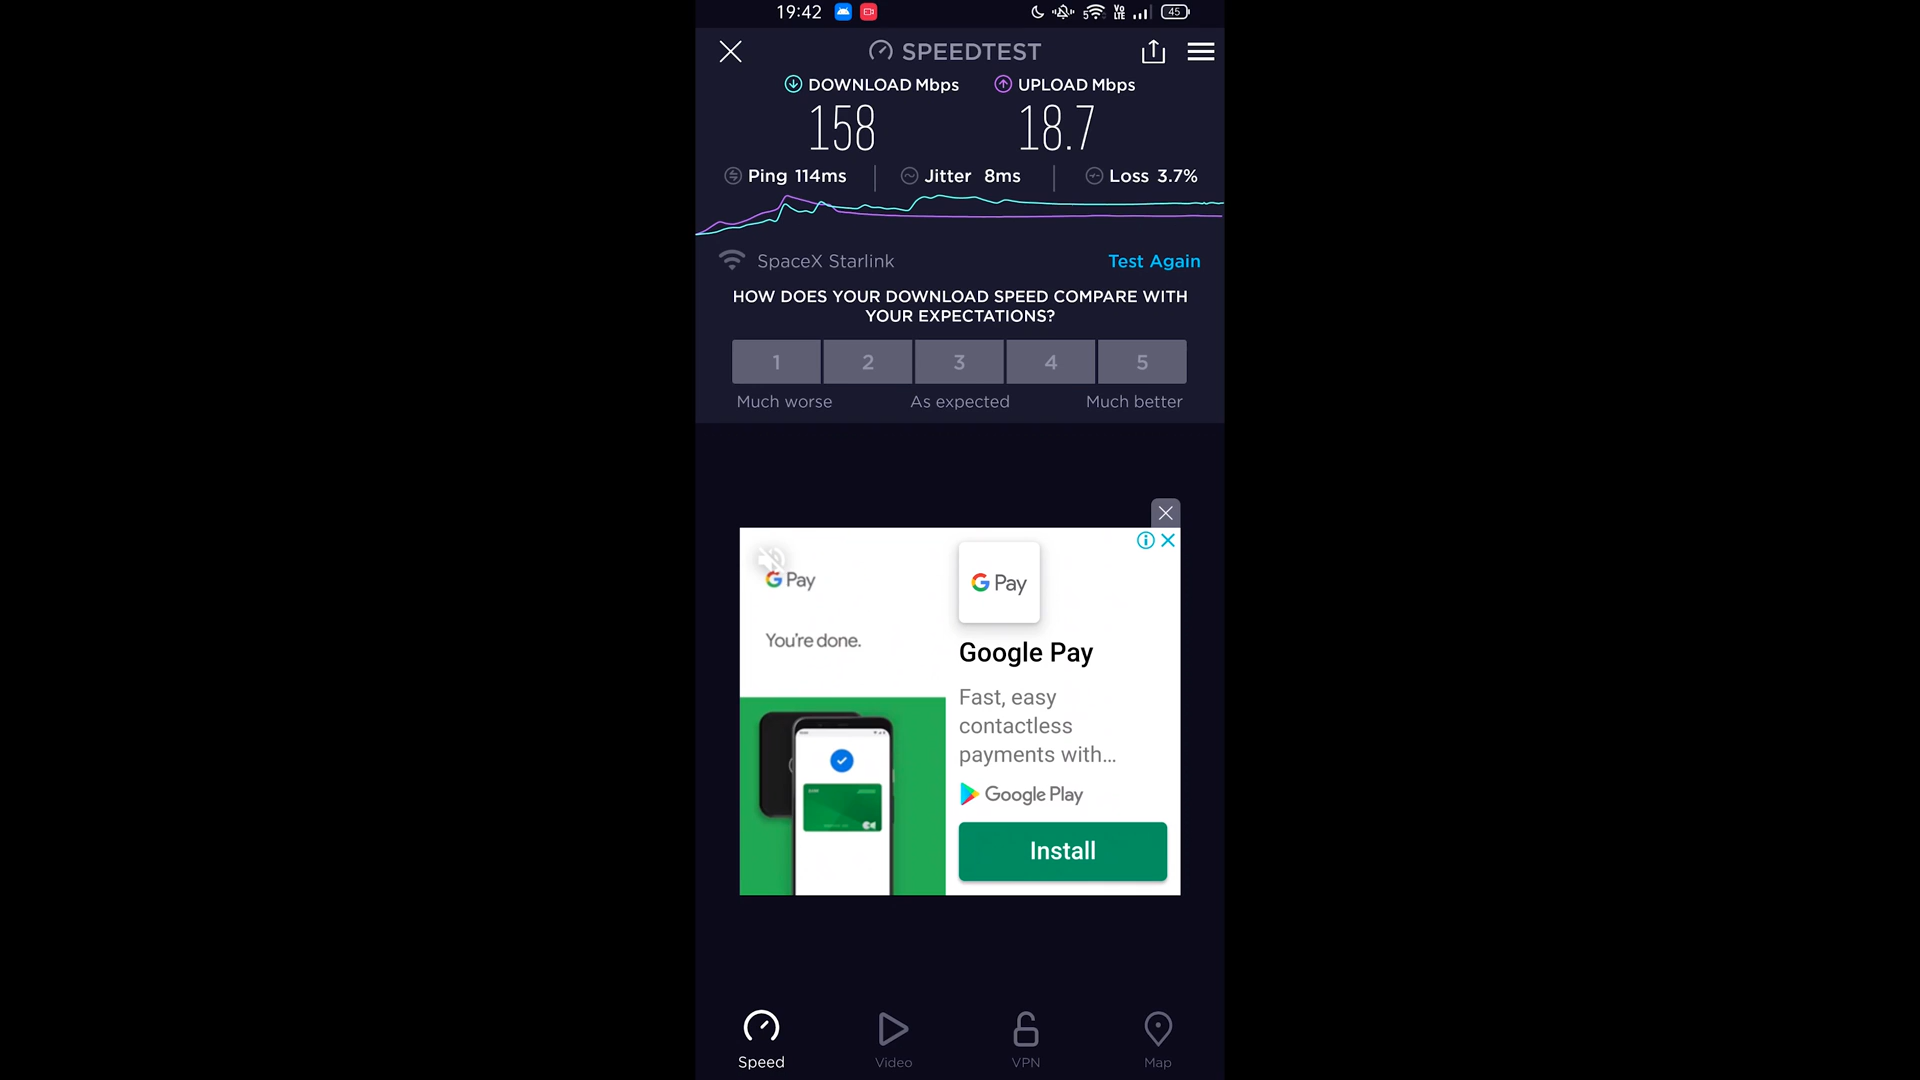 19:42 5 Vo LTE 45
SPEEDTEST
DOWNLOAD Mbps UPLOAD Mbps
158 18.7
Ping 114ms Jitter 8ms Loss 3.7%
SpaceX Starlink Test Again
HOW DOES YOUR DOWNLOAD SPEED COMPARE WITH
YOUR EXPECTATIONS?
1 2 3 4 5
Much worse As expected Much better
G Pay
You're done.
G Pay
Google Pay
Fast, easy
contactless
payments with...
Google Play
Install
Speed Video VPN Map